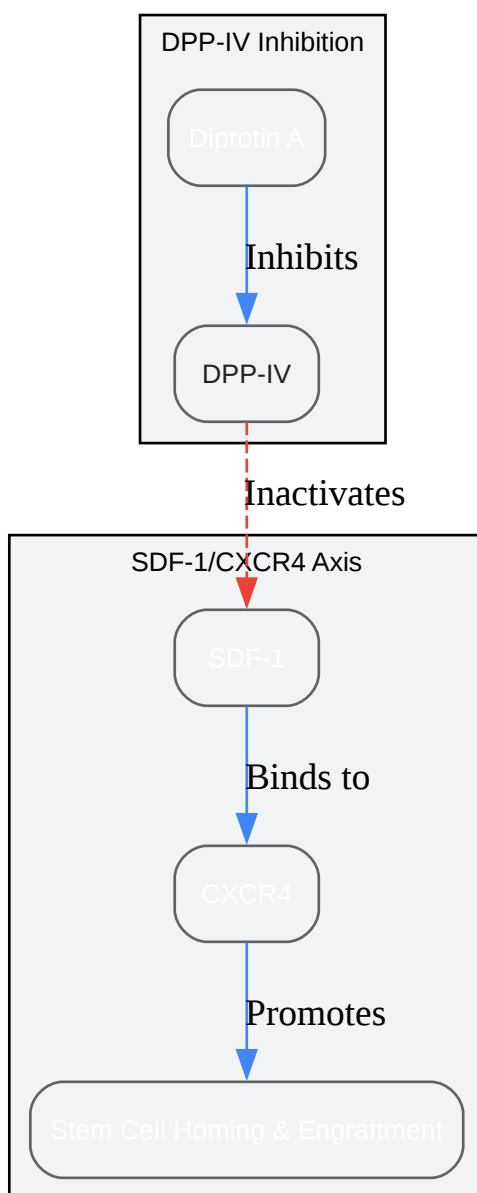 DPP-IV Inhibition
Diprotin A
Inhibits
DPP-IV
Inactivates
SDF-1/CXCR4 Axis
SDF-1
Binds to
CXCR4
Promotes
Stem Cell Homing & Engraftment